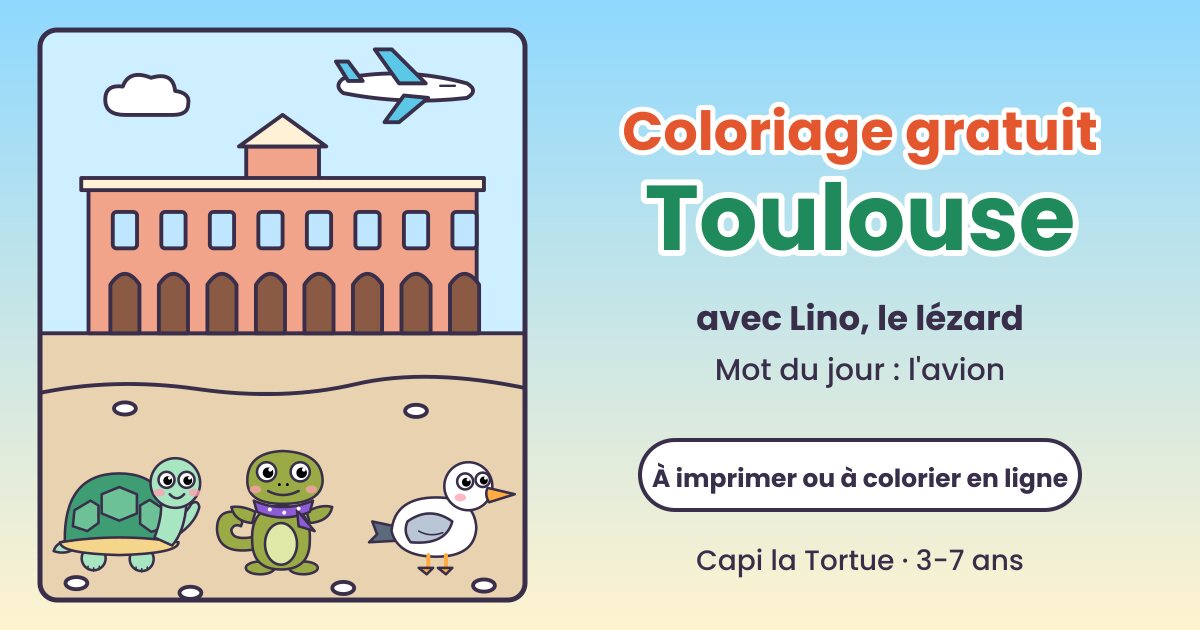 Coloriage gratuit
Toulouse
avec Lino, le lézard
Mot du jour : l'avion
À imprimer ou à colorier en ligne
Capi la Tortue · 3-7 ans